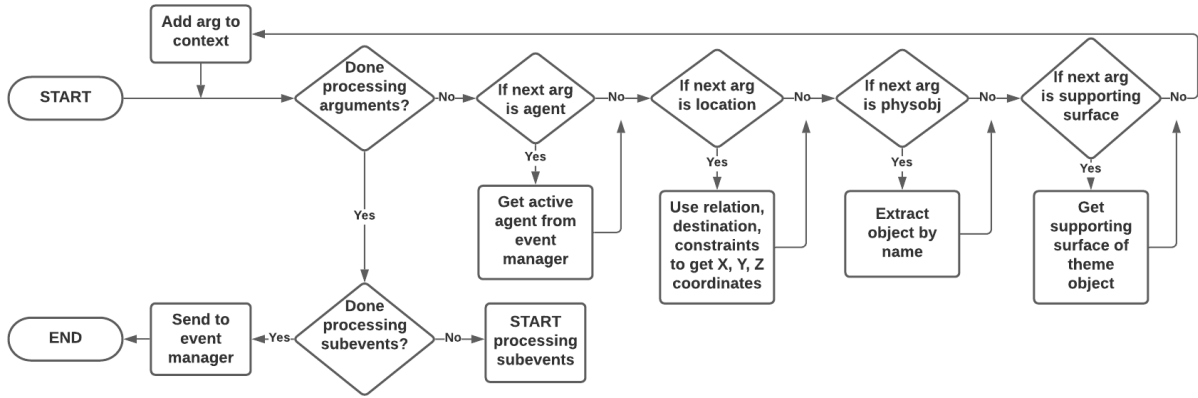 Add arg to
context
START
Done
processing
arguments?
No
If next arg
is agent
No
If next arg
is location
No
If next arg
is physobj
No
If next arg
is supporting
surface
No
Yes
Yes
Yes
Yes
Yes
Get active
agent from
event
manager
Use relation,
destination,
constraints
to get X, Y, Z
coordinates
Extract
object by
name
Get
supporting
surface of
theme
object
END
Send to
event
manager
Yes
Done
processing
subevents?
No
START
processing
subevents